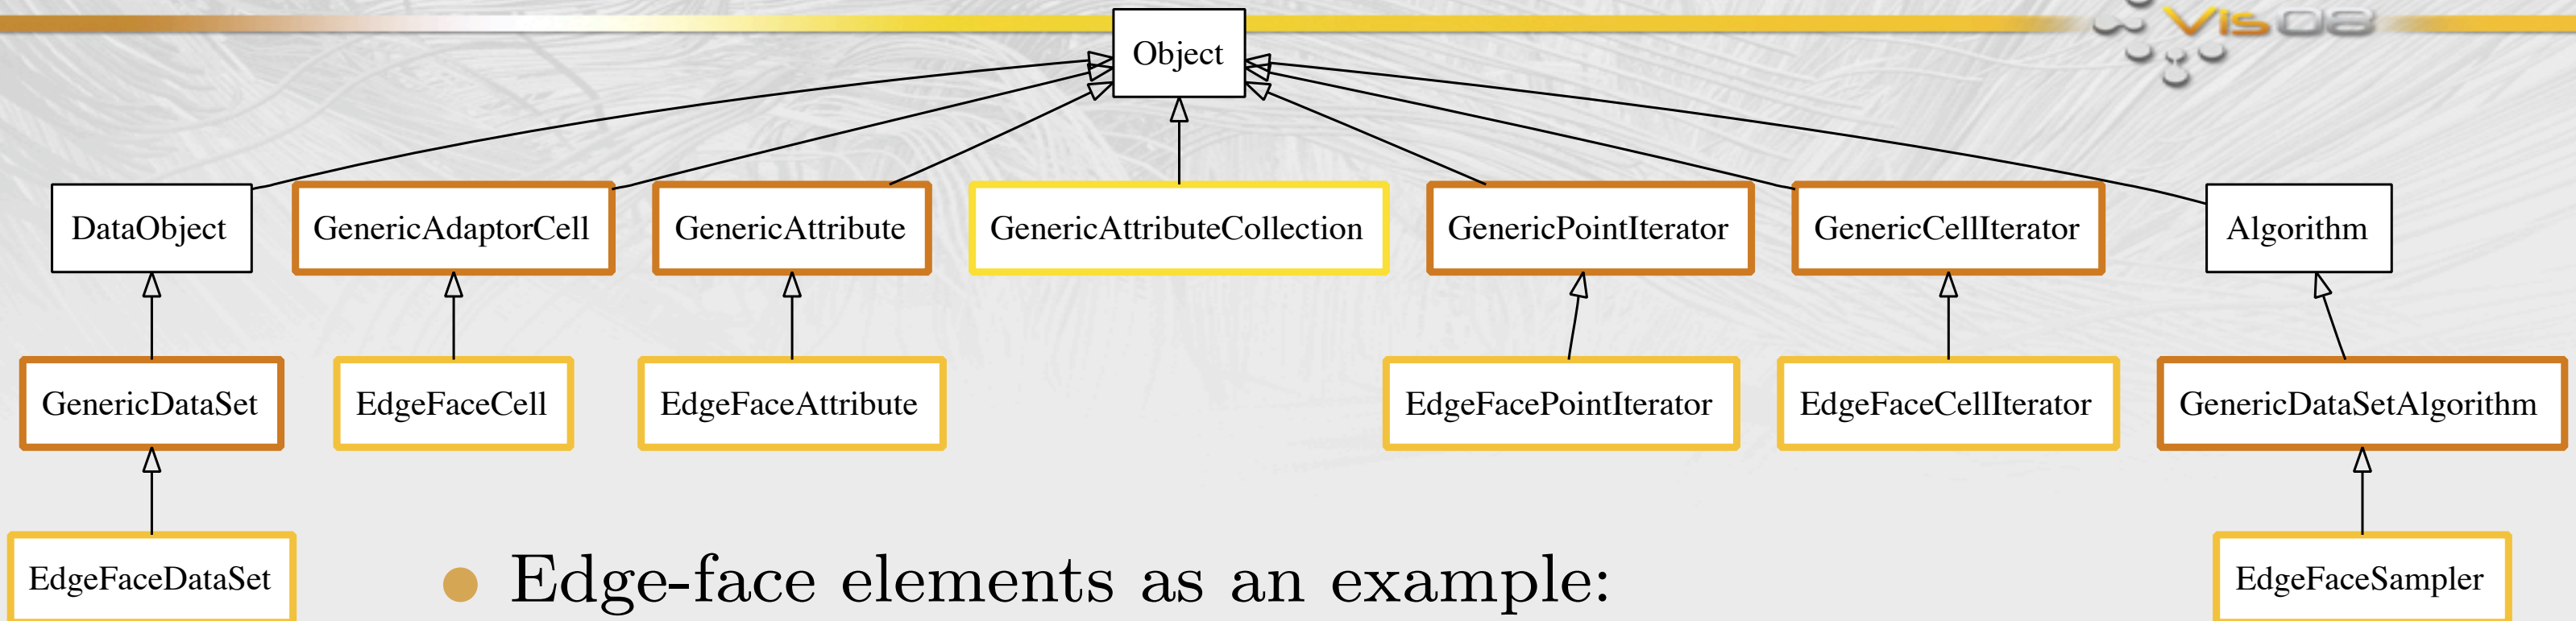 Vis08
Object
DataObject
GenericAdaptorCell
GenericAttribute
GenericAttributeCollection
GenericPointIterator
GenericCellIterator
Algorithm
GenericDataSet
EdgeFaceCell
EdgeFaceAttribute
EdgeFacePointIterator
EdgeFaceCellIterator
GenericDataSetAlgorithm
EdgeFaceDataSet
• Edge-face elements as an example:
EdgeFaceSampler